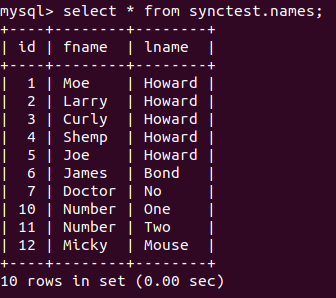 mysql> select * from synctest.names;
+----+--------+--------+
| id | fname  | lname  |
+----+--------+--------+
|  1 | Moe    | Howard |
|  2 | Larry  | Howard |
|  3 | Curly  | Howard |
|  4 | Shemp  | Howard |
|  5 | Joe    | Howard |
|  6 | James  | Bond   |
|  7 | Doctor | No     |
| 10 | Number | One    |
| 11 | Number | Two    |
| 12 | Micky  | Mouse  |
+----+--------+--------+
10 rows in set (0.00 sec)